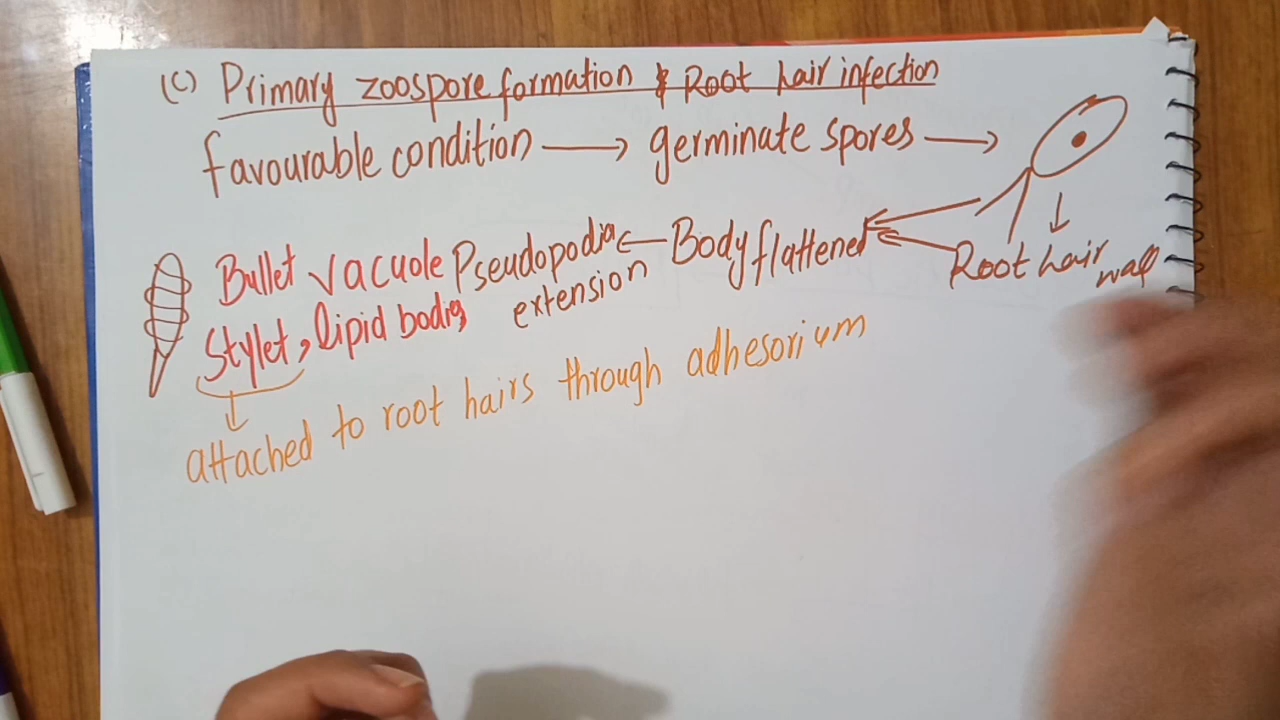 (C) Primary zoospore formation & Root hair infection
favourable condition → germinate spores →
Root hair wall
Bullet vacuole Pseudopodia ← Body flattened
Stylet, lipid bodies extension
attached to root hairs through adhesorium